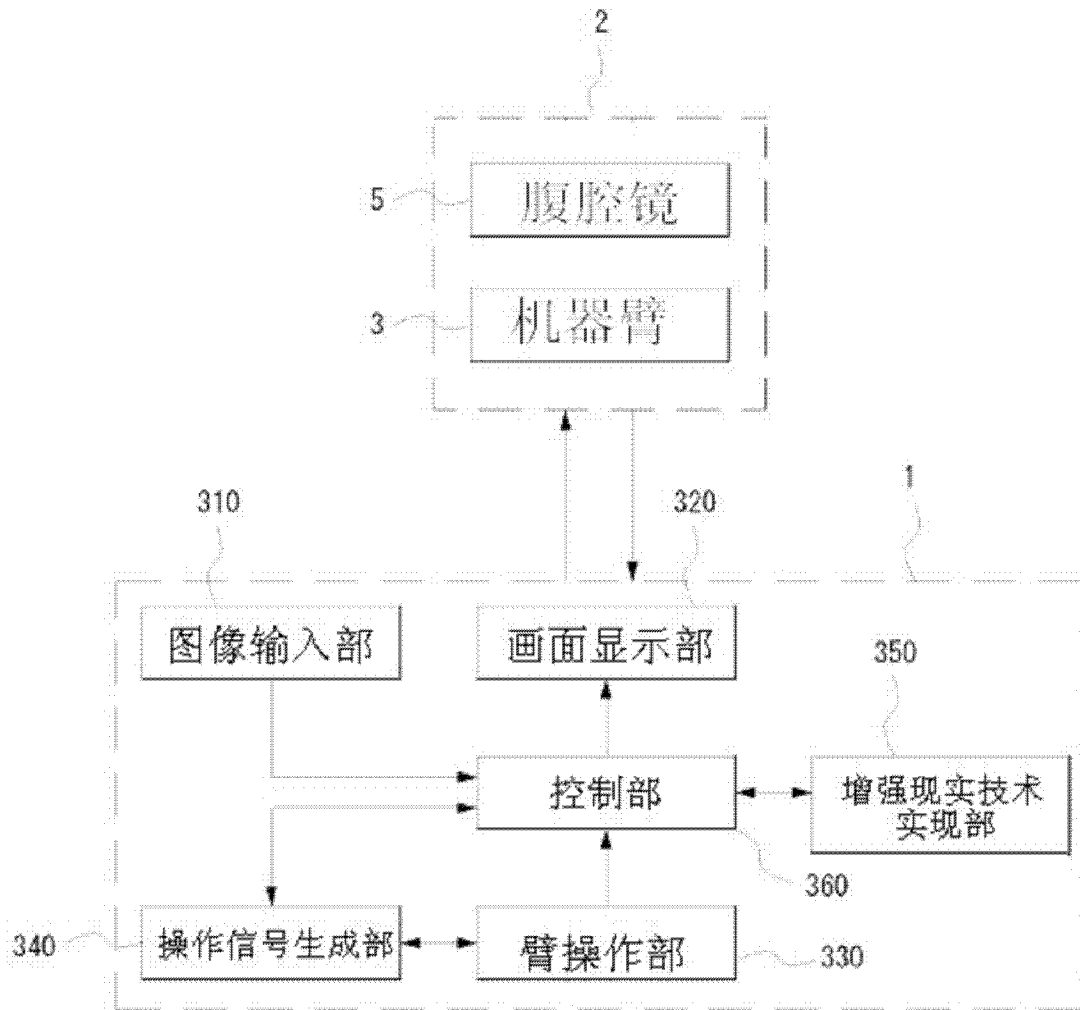 2
5
腹腔镜
3
机器臂
1
310
320
图像输入部
画面显示部
350
控制部
增强现实技术
实现部
360
340
操作信号生成部
臂操作部
330